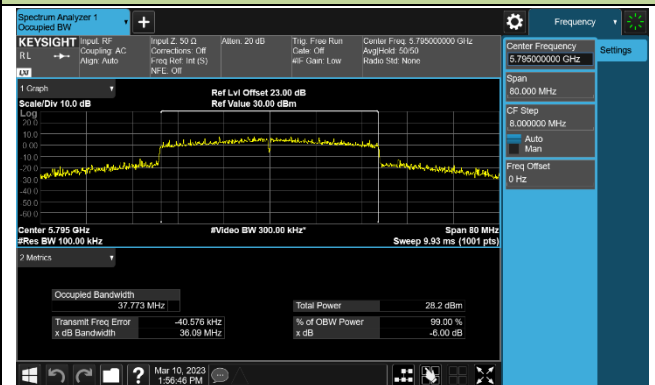 Spectrum Analyzer 1
Occupied BW
Frequency
KEYSIGHT
RL
LXI
Input: RF
Coupling: AC
Align: Auto
Input Z: 50 Ω
Corrections: Off
Freq Ref: Int (S)
NFE: Off
Atten: 20 dB
Trig: Free Run
Gate: Off
#IF Gain: Low
Center Freq: 5.795000000 GHz
Avg|Hold: 50/50
Radio Std: None
Center Frequency
5.795000000 GHz
Settings
Span
80.000 MHz
CF Step
8.000000 MHz
Auto
Man
Freq Offset
0 Hz
1 Graph
Scale/Div 10.0 dB
Ref Lvl Offset 23.00 dB
Ref Value 30.00 dBm
Log
20.0
10.0
0.00
-10.0
-20.0
-30.0
-40.0
-50.0
-60.0
Center 5.795 GHz
#Video BW 300.00 kHz*
Span 80 MHz
#Res BW 100.00 kHz
Sweep 9.93 ms (1001 pts)
2 Metrics
Occupied Bandwidth
37.773 MHz
Total Power 28.2 dBm
Transmit Freq Error -40.576 kHz
% of OBW Power 99.00 %
x dB Bandwidth 36.09 MHz
x dB -6.00 dB
?
Mar 10, 2023
1:56:46 PM